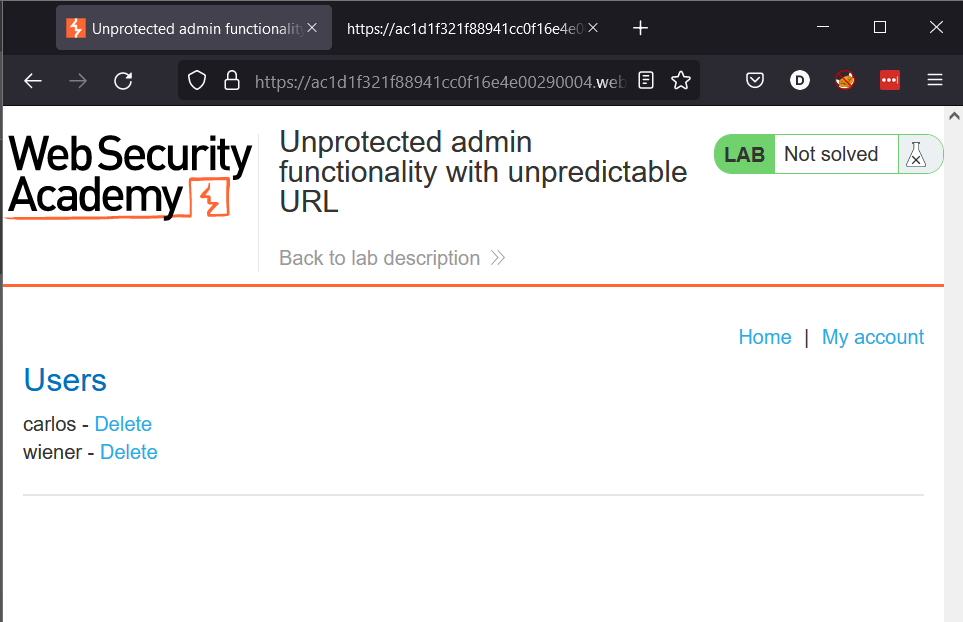 Unprotected admin functionality
https://ac1d1f321f88941cc0f16e4e0
https://ac1d1f321f88941cc0f16e4e00290004.web
Web Security
Academy
Unprotected admin
functionality with unpredictable
URL
LAB Not solved
Back to lab description
Home | My account
Users
carlos - Delete
wiener - Delete